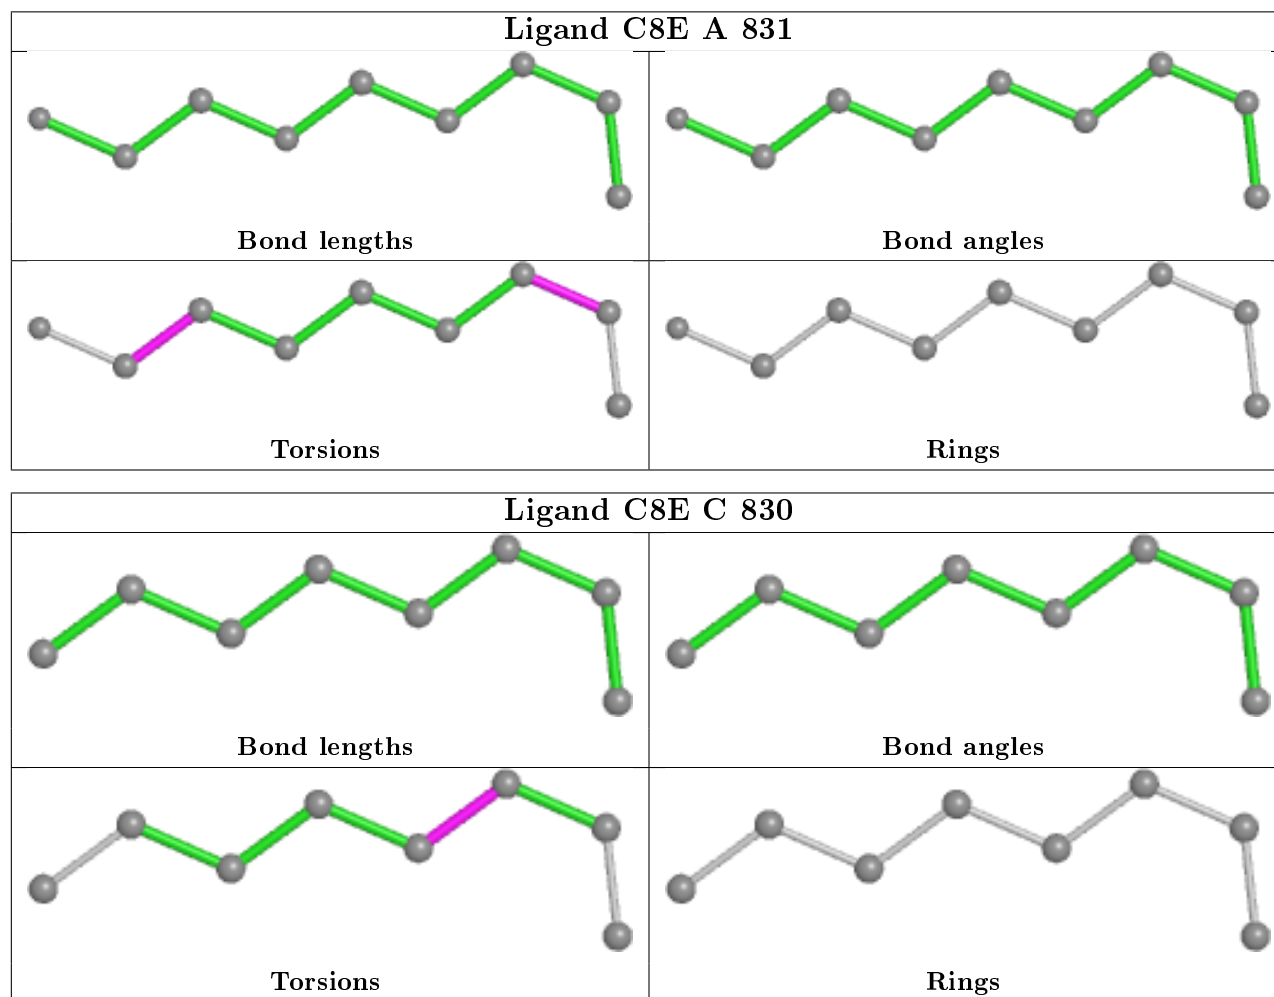 Ligand C8E A 831
Bond lengths
Bond angles
Torsions
Rings
Ligand C8E C 830
Bond lengths
Bond angles
Torsions
Rings